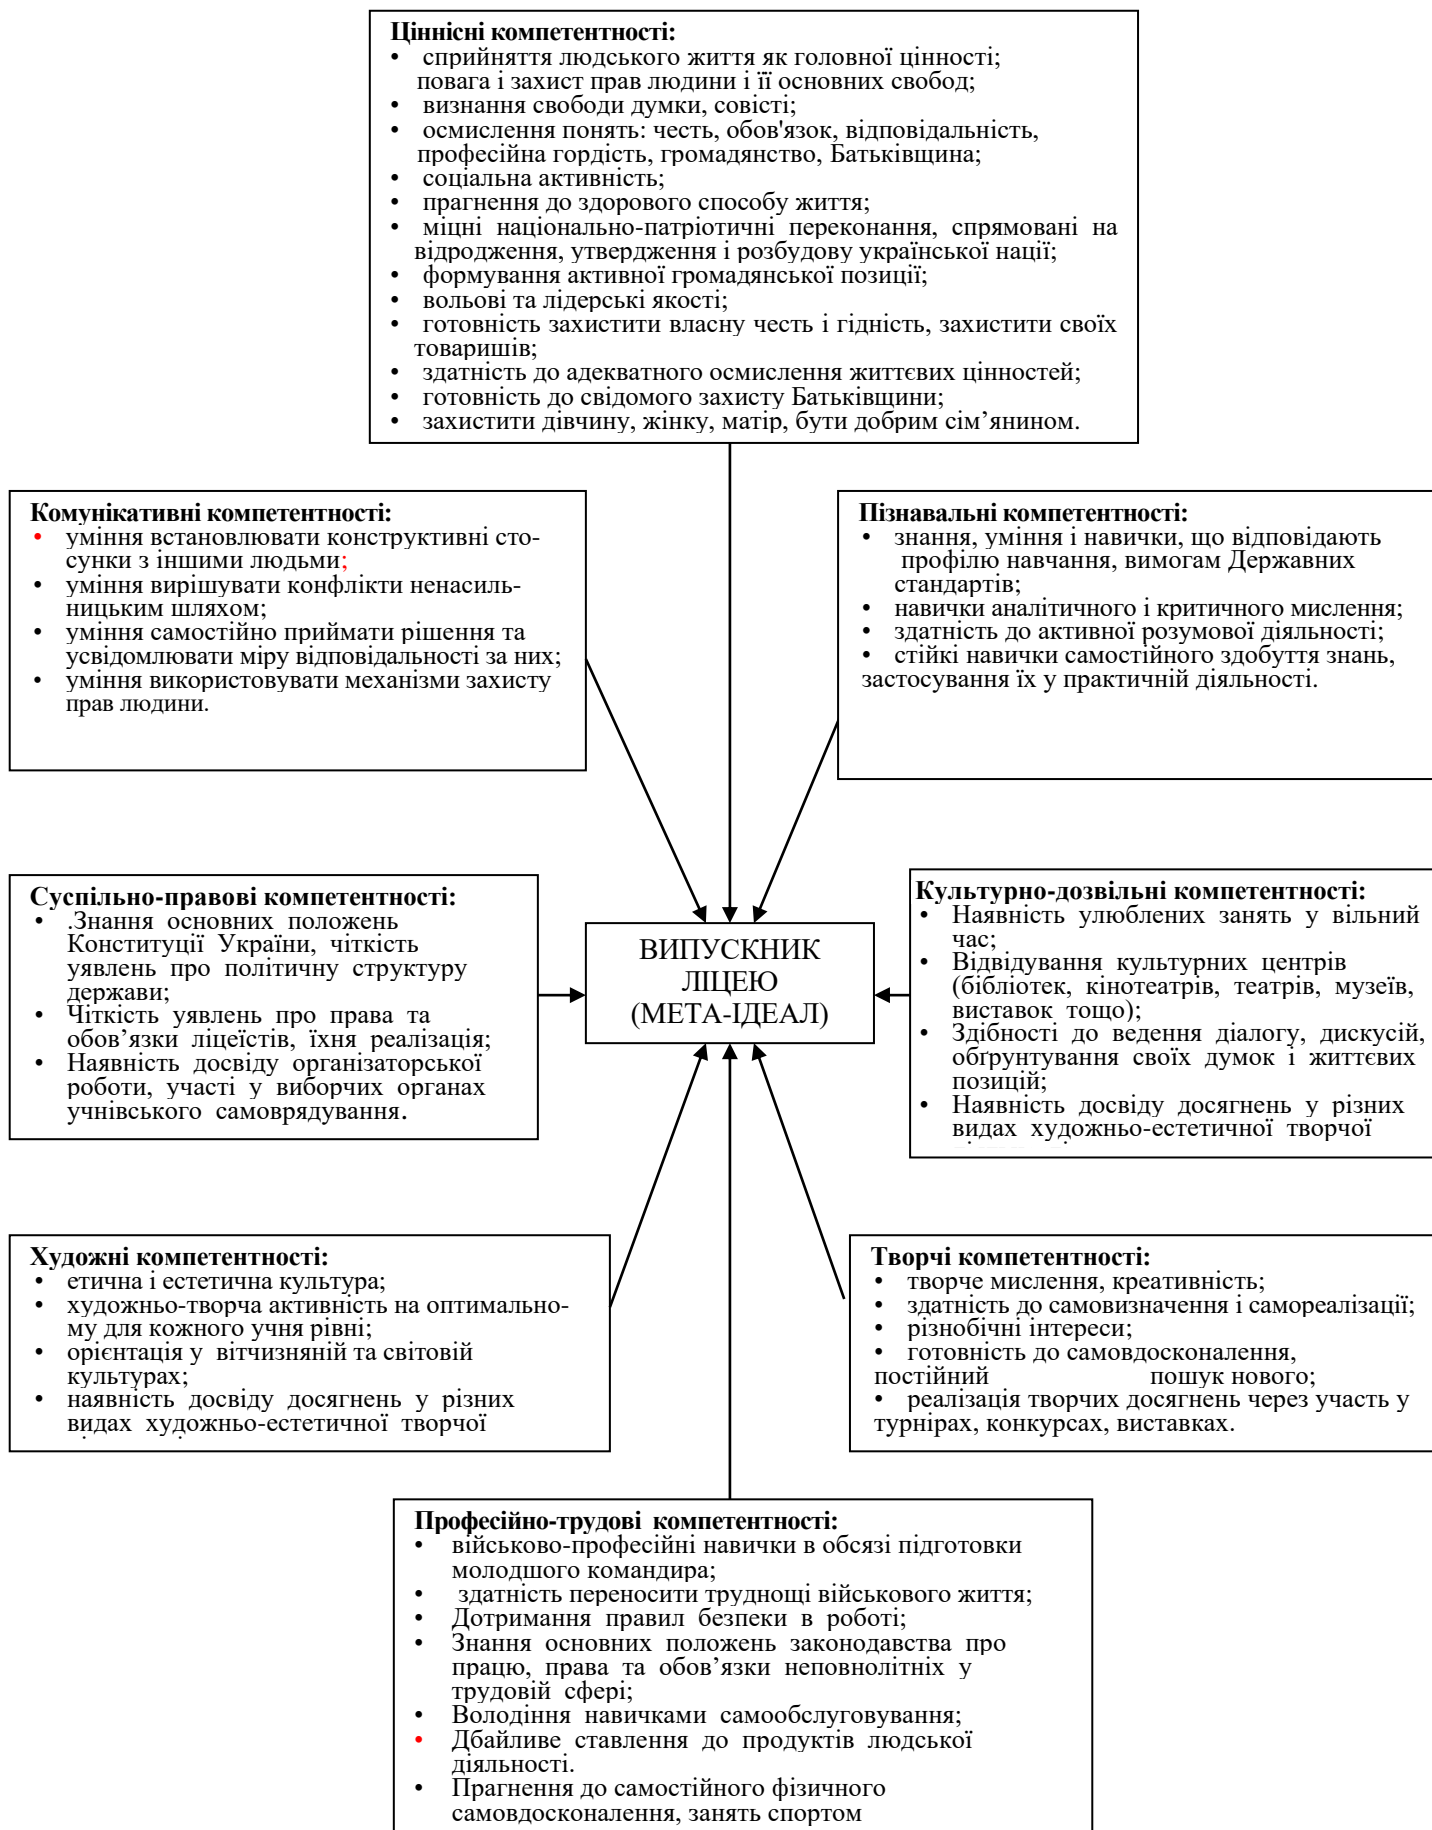 Ціннісні компетентності:
• сприйняття людського життя як головної цінності;
повага і захист прав людини і її основних свобод;
• визнання свободи думки, совісті;
• осмислення понять: честь, обов'язок, відповідальність,
професійна гордість, громадянство, Батьківщина;
• соціальна активність;
• прагнення до здорового способу життя;
• міцні національно-патріотичні переконання, спрямовані на
відродження, утвердження і розбудову української нації;
• формування активної громадянської позиції;
• вольові та лідерські якості;
• готовність захистити власну честь і гідність, захистити своїх
товаришів;
• здатність до адекватного осмислення життєвих цінностей;
• готовність до свідомого захисту Батьківщини;
• захистити дівчину, жінку, матір, бути добрим сім’янином.
Комунікативні компетентності:
• уміння встановлювати конструктивні сто-
сунки з іншими людьми;
• уміння вирішувати конфлікти ненасиль-
ницьким шляхом;
• уміння самостійно приймати рішення та
усвідомлювати міру відповідальності за них;
• уміння використовувати механізми захисту
прав людини.
Пізнавальні компетентності:
• знання, уміння і навички, що відповідають
профілю навчання, вимогам Державних
стандартів;
• навички аналітичного і критичного мислення;
• здатність до активної розумової діяльності;
• стійкі навички самостійного здобуття знань,
застосування їх у практичній діяльності.
Суспільно-правові компетентності:
• .Знання основних положень
Конституції України, чіткість
уявлень про політичну структуру
держави;
• Чіткість уявлень про права та
обов’язки ліцеїстів, їхня реалізація;
• Наявність досвіду організаторської
роботи, участі у виборчих органах
учнівського самоврядування.
ВИПУСКНИК
ЛІЦЕЮ
(МЕТА-ІДЕАЛ)
Культурно-дозвільні компетентності:
• Наявність улюблених занять у вільний
час;
• Відвідування культурних центрів
(бібліотек, кінотеатрів, театрів, музеїв,
виставок тощо);
• Здібності до ведення діалогу, дискусій,
обґрунтування своїх думок і життєвих
позицій;
• Наявність досвіду досягнень у різних
видах художньо-естетичної творчої
Художні компетентності:
• етична і естетична культура;
• художньо-творча активність на оптимально-
му для кожного учня рівні;
• орієнтація у вітчизняній та світовій
культурах;
• наявність досвіду досягнень у різних
видах художньо-естетичної творчої
Творчі компетентності:
• творче мислення, креативність;
• здатність до самовизначення і самореалізації;
• різнобічні інтереси;
• готовність до самовдосконалення,
постійний пошук нового;
• реалізація творчих досягнень через участь у
турнірах, конкурсах, виставках.
Професійно-трудові компетентності:
• військово-професійні навички в обсязі підготовки
молодшого командира;
• здатність переносити труднощі військового життя;
• Дотримання правил безпеки в роботі;
• Знання основних положень законодавства про
працю, права та обов’язки неповнолітніх у
трудовій сфері;
• Володіння навичками самообслуговування;
• Дбайливе ставлення до продуктів людської
діяльності.
• Прагнення до самостійного фізичного
самовдосконалення, занять спортом